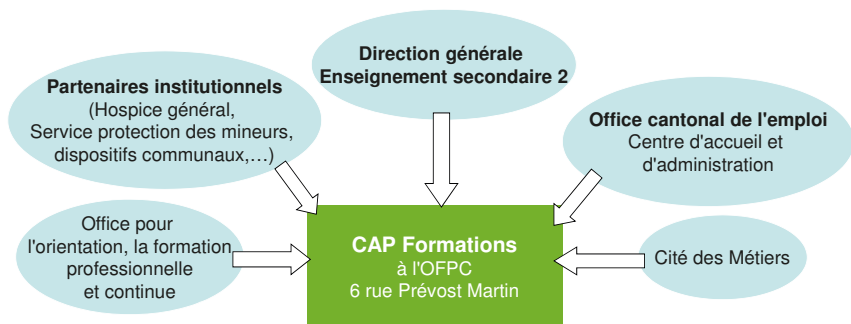 Direction générale
Enseignement secondaire 2
Partenaires institutionnels
(Hospice général,
Service protection des mineurs,
dispositifs communaux,…)
Office cantonal de l'emploi
Centre d'accueil et
d'administration
Office pour
l'orientation, la formation
professionnelle
et continue
CAP Formations
à l'OFPC
6 rue Prévost Martin
Cité des Métiers